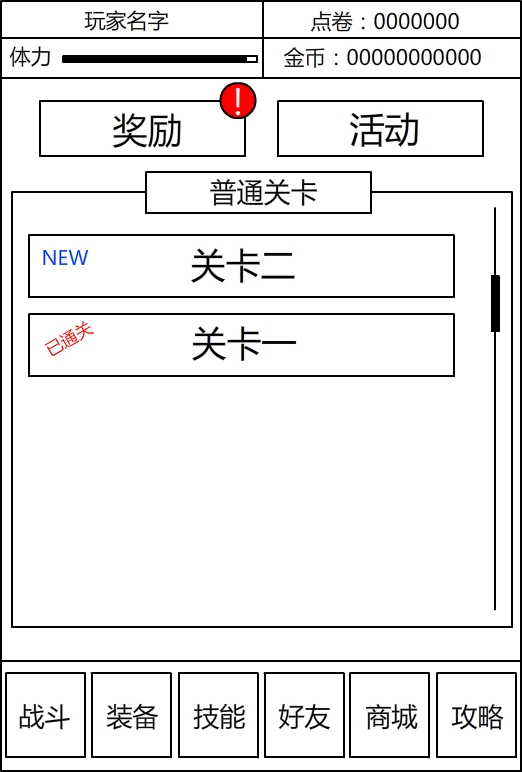 玩家名字
点卷：0000000
体力
金币：00000000000
奖励
!
活动
普通关卡
NEW
关卡二
已通关
关卡一
战斗
装备
技能
好友
商城
攻略